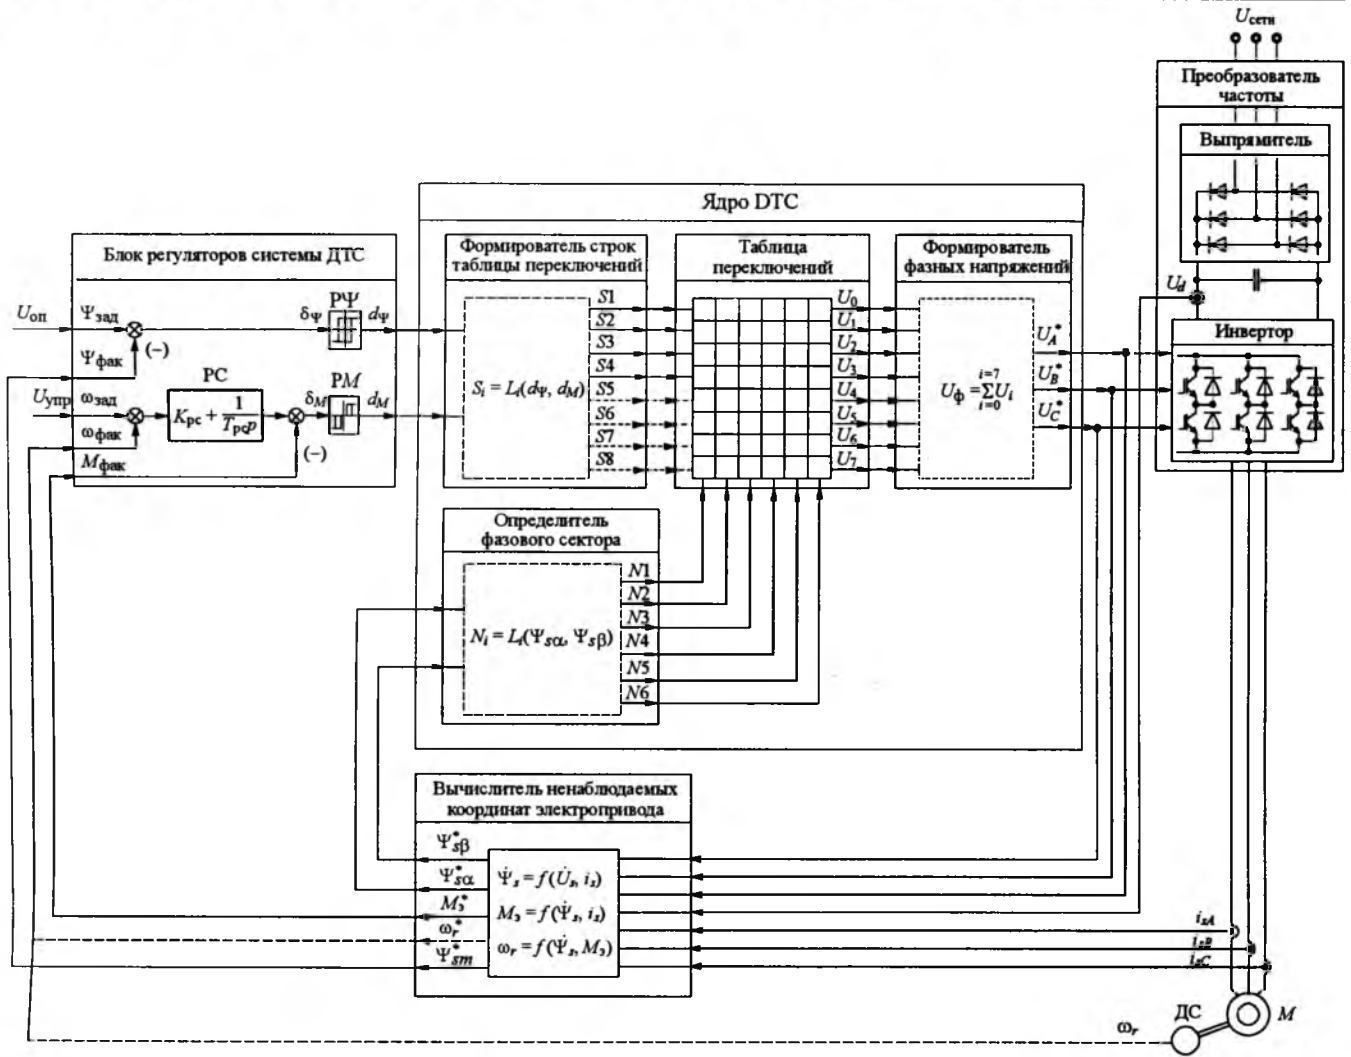 U сети
Преобразователь
частоты
Выпрямитель
Ядро DTC
Блок регуляторов системы ДТС
Формирователь строк
таблицы переключений
Таблица
переключений
Формирователь
фазных напряжений
U_d
Инвертор
U_оп
Ψ_зад
(−)
Ψ_фак
δ_Ψ
РΨ
d_Ψ
U_упр
ω_зад
ω_фак
M_фак
РС
K_рс + 1/(T_рс p)
(−)
δ_M
РМ
d_M
S_i = L_i(d_Ψ, d_M)
S1
S2
S3
S4
S5
S6
S7
S8
U_0
U_1
U_2
U_3
U_4
U_5
U_6
U_7
U_ф = i=7 Σ i=0 U_i
U_A*
U_B*
U_C*
Определитель
фазового сектора
N_i = L_i(Ψ_sα, Ψ_sβ)
N1
N2
N3
N4
N5
N6
Вычислитель ненаблюдаемых
координат электропривода
Ψ*_sβ
Ψ*_sα
M_э*
ω_r*
Ψ*_sm
Ψ̇_s = f(U̇_s, i_s)
M_э = f(Ψ̇_s, i_s)
ω_r = f(Ψ̇_s, M_э)
i_sA
i_sB
i_sC
ω_r
ДС
M